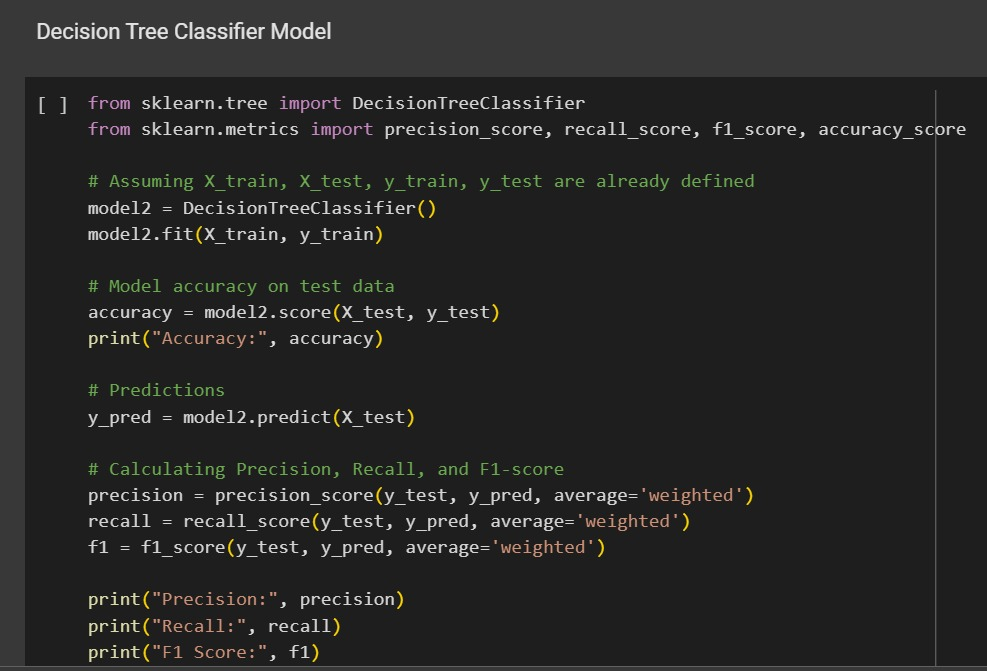 Decision Tree Classifier Model
[ ] from sklearn.tree import DecisionTreeClassifier
from sklearn.metrics import precision_score, recall_score, f1_score, accuracy_score
# Assuming X_train, X_test, y_train, y_test are already defined
model2 = DecisionTreeClassifier()
model2.fit(X_train, y_train)
# Model accuracy on test data
accuracy = model2.score(X_test, y_test)
print("Accuracy:", accuracy)
# Predictions
y_pred = model2.predict(X_test)
# Calculating Precision, Recall, and F1-score
precision = precision_score(y_test, y_pred, average='weighted')
recall = recall_score(y_test, y_pred, average='weighted')
f1 = f1_score(y_test, y_pred, average='weighted')
print("Precision:", precision)
print("Recall:", recall)
print("F1 Score:", f1)